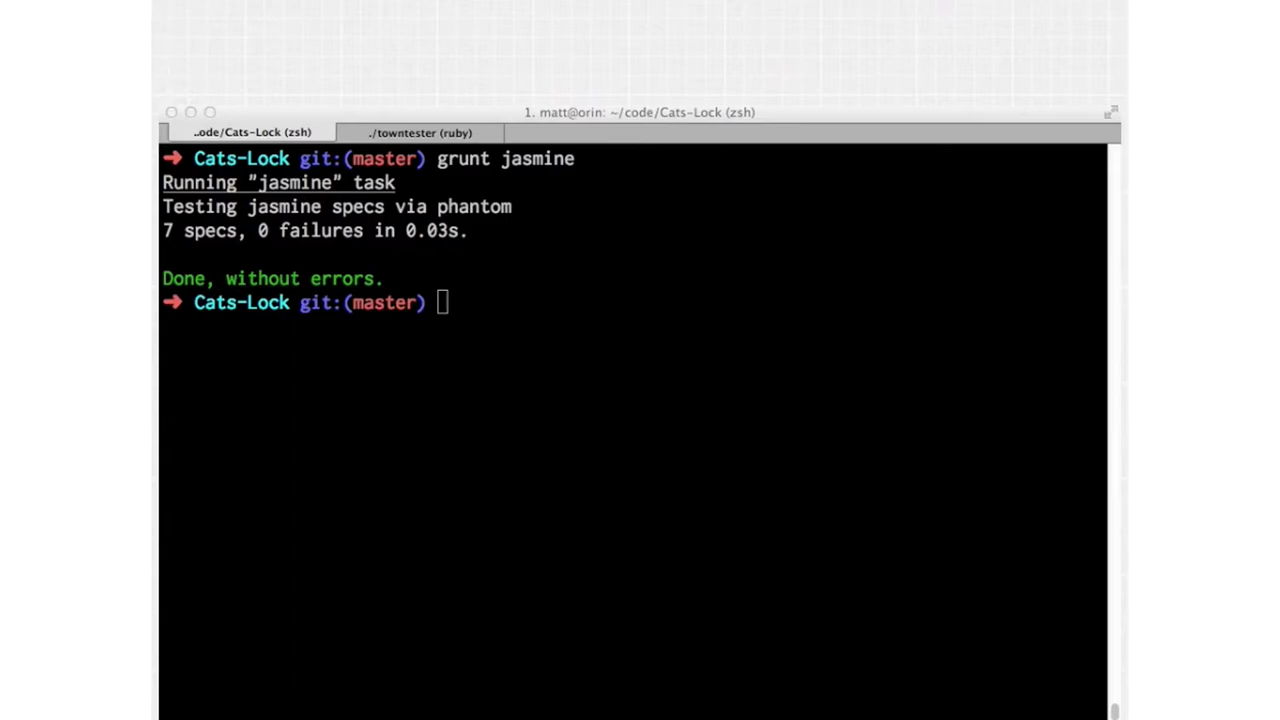 1. matt@orin: ~/code/Cats-Lock (zsh)
..ode/Cats-Lock (zsh) ./towntester (ruby)
➜ Cats-Lock git:(master) grunt jasmine
Running "jasmine" task
Testing jasmine specs via phantom
7 specs, 0 failures in 0.03s.
Done, without errors.
➜ Cats-Lock git:(master)